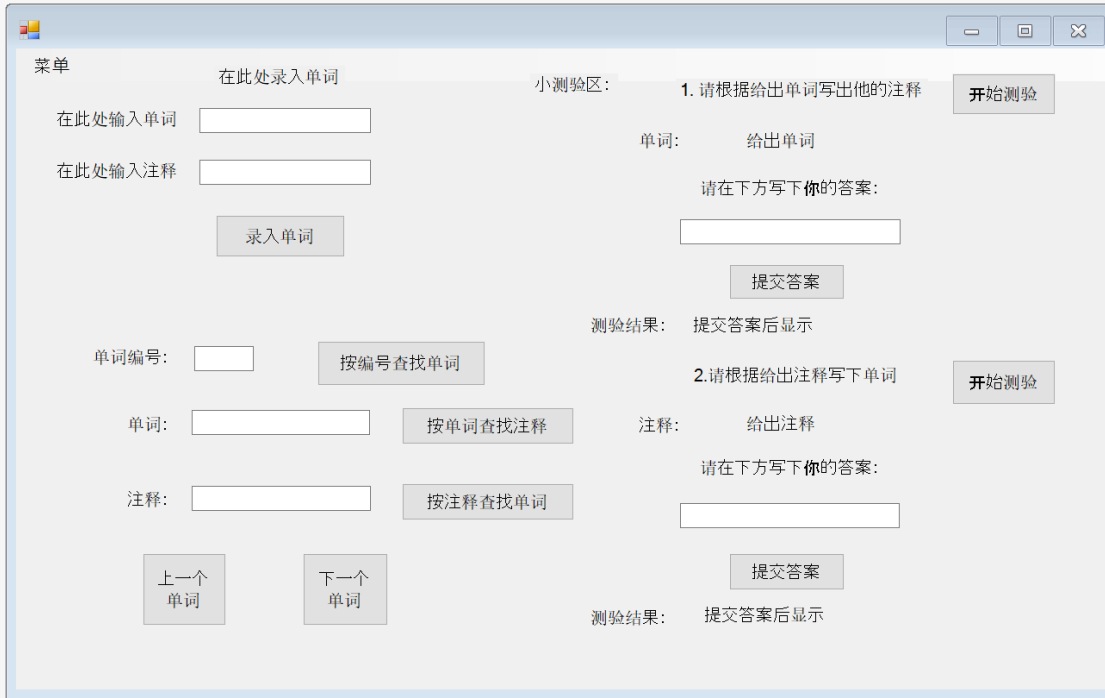 菜单
在此处录入单词
在此处输入单词
在此处输入注释
录入单词
单词编号：
按编号查找单词
单词：
按单词查找注释
注释：
按注释查找单词
上一个
单词
下一个
单词
小测验区：
1. 请根据给出单词写出他的注释
开始测验
单词：
给出单词
请在下方写下你的答案：
提交答案
测验结果：
提交答案后显示
2.请根据给出注释写下单词
开始测验
注释：
给出注释
请在下方写下你的答案：
提交答案
测验结果：
提交答案后显示